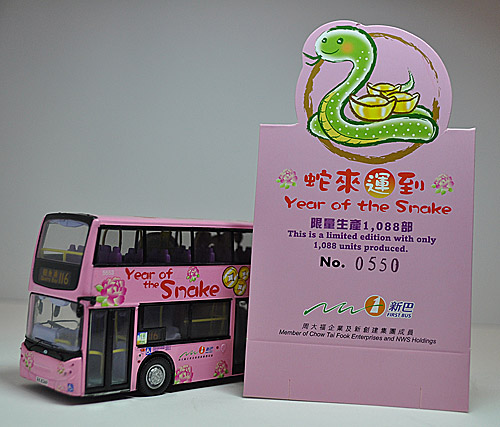 蛇來運到
Year of the Snake
限量生產1,088部
This is a limited edition with only
1,088 units produced.
No. 0550
新巴
FIRST BUS
周大福企業及新創建集團成員
Member of Chow Tai Fook Enterprises and NWS Holdings
116
Year of
the Snake
新巴